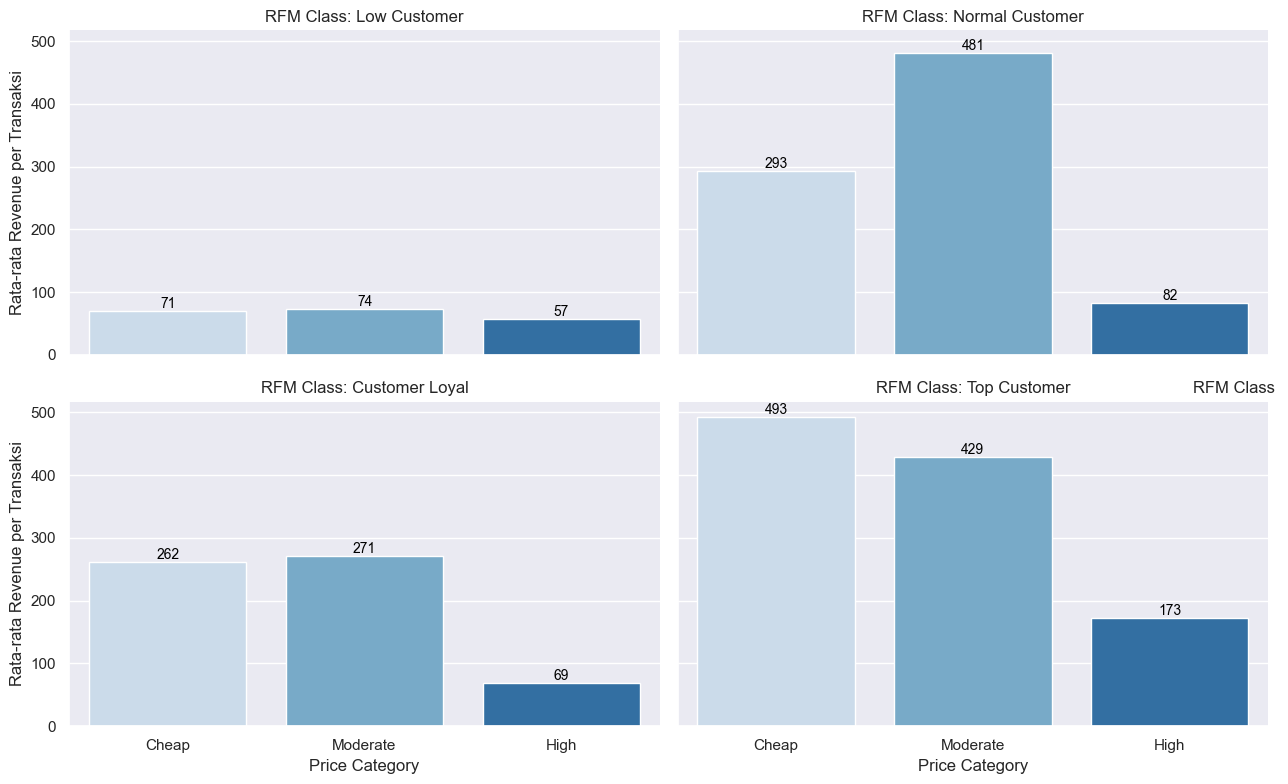 RFM Class: Low Customer
RFM Class: Normal Customer
Rata-rata Revenue per Transaksi
500
400
300
200
100
0
71
74
57
293
481
82
RFM Class: Customer Loyal
RFM Class: Top Customer
RFM Class
Rata-rata Revenue per Transaksi
500
400
300
200
100
0
262
271
69
493
429
173
Cheap
Moderate
High
Cheap
Moderate
High
Price Category
Price Category